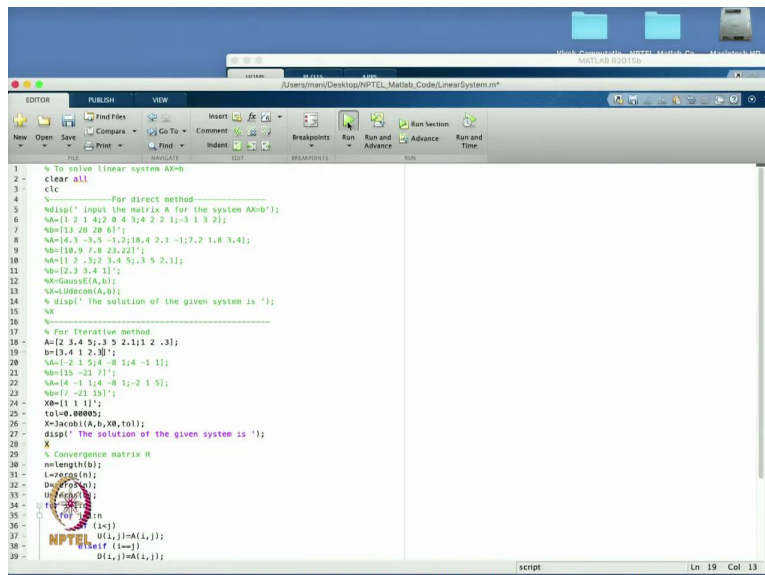 MATLAB R2015b
HOME PLOTS APPS
/Users/mani/Desktop/NPTEL_Matlab_Code/LinearSystem.m*
EDITOR PUBLISH VIEW
New Open Save Find Files Compare Print Go To Find Insert fx Comment Indent Breakpoints Run Run and Advance Run Section Advance Run and Time
FILE NAVIGATE EDIT BREAKPOINTS RUN
1 % To solve linear system AX=b
2 - clear all
3 - clc
4 %-------------For direct method---------------
5 %disp(' input the matrix A for the system AX=b');
6 %A=[1 2 1 4;2 0 4 3;4 2 2 1;-3 1 3 2];
7 %b=[13 28 20 6]';
8 %A=[4.3 -3.5 -1.2;18.4 2.1 -1;7.2 1.8 3.4];
9 %b=[10.9 7.8 23.22]';
10 %A=[1 2 .3;2 3.4 5;.3 5 2.1];
11 %b=[2.3 3.4 1]';
12 %X=GaussE(A,b);
13 %X=LUdecom(A,b);
14 % disp(' The solution of the given system is ');
15 %X
16 %---------------------------------------------
17 % For Iterative method
18 - A=[2 3.4 5;.3 5 2.1;1 2 .3];
19 - b=[3.4 1 2.3]';
20 %A=[-2 1 5;4 -8 1;4 -1 1];
21 %b=[15 -21 7]';
22 %A=[4 -1 1;4 -8 1;-2 1 5];
23 %b=[7 -21 15]';
24 - X0=[1 1 1]';
25 - tol=0.00005;
26 - X=Jacobi(A,b,X0,tol);
27 - disp(' The solution of the given system is ');
28 - X
29 % Convergence matrix H
30 - n=length(b);
31 - L=zeros(n);
32 - D=zeros(n);
33 - U=zeros(n);
34 - for
35 - for
36 - (i<j)
37 - U(i,j)=A(i,j);
38 - elseif (i==j)
39 - D(i,j)=A(i,j);
NPTEL
script Ln 19 Col 13